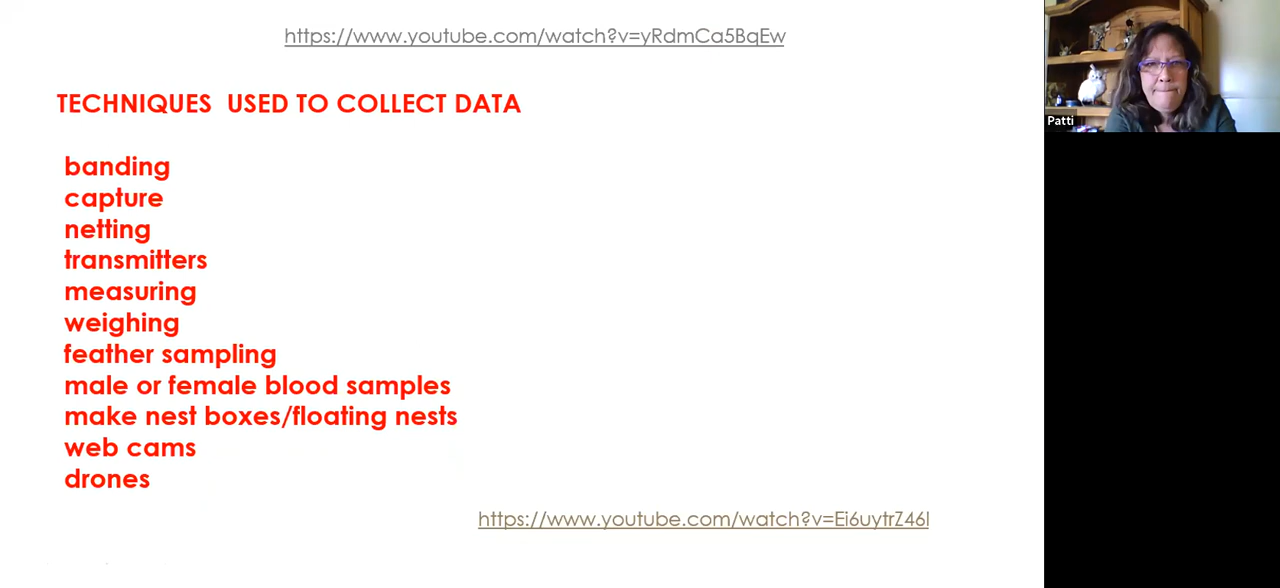 https://www.youtube.com/watch?v=yRdmCa5BqEw
TECHNIQUES USED TO COLLECT DATA
banding
capture
netting
transmitters
measuring
weighing
feather sampling
male or female blood samples
make nest boxes/floating nests
web cams
drones
https://www.youtube.com/watch?v=Ei6uytrZ46I
Patti